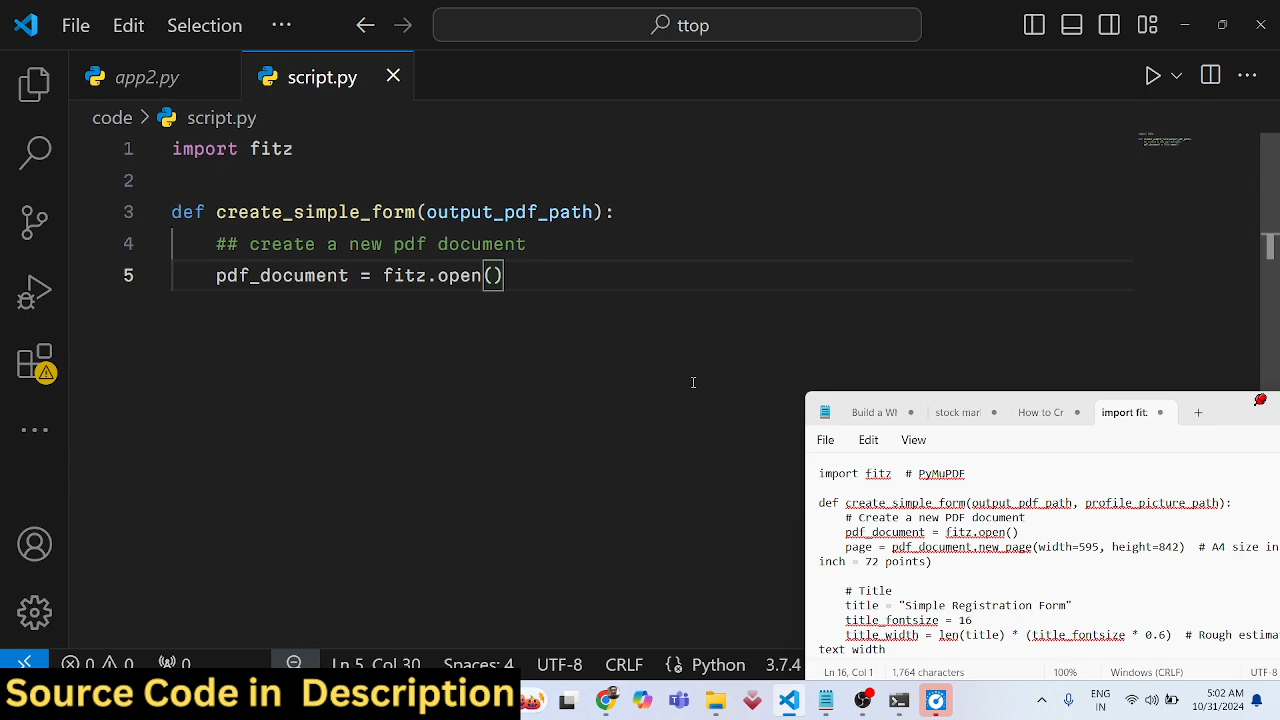 File Edit Selection ··· ttop
app2.py script.py
code > script.py
1 import fitz
2
3 def create_simple_form(output_pdf_path):
4 ## create a new pdf document
5 pdf_document = fitz.open()
Build a Wh stock marl How to Cr import fit:
File Edit View
import fitz # PyMuPDF
def create_simple_form(output_pdf_path, profile_picture_path):
# Create a new PDF document
pdf_document = fitz.open()
page = pdf_document.new_page(width=595, height=842) # A4 size in
inch = 72 points)
# Title
title = "Simple Registration Form"
title_fontsize = 16
title_width = len(title) * (title_fontsize * 0.6) # Rough estima
text width
Ln 16, Col 1 1,764 characters 100% Windows (CRLF) UTF-8
0 0 0 Ln 5, Col 30 Spaces: 4 UTF-8 CRLF {} Python 3.7.4
Source Code in Description
ENG IN 5:02 AM 10/31/2024